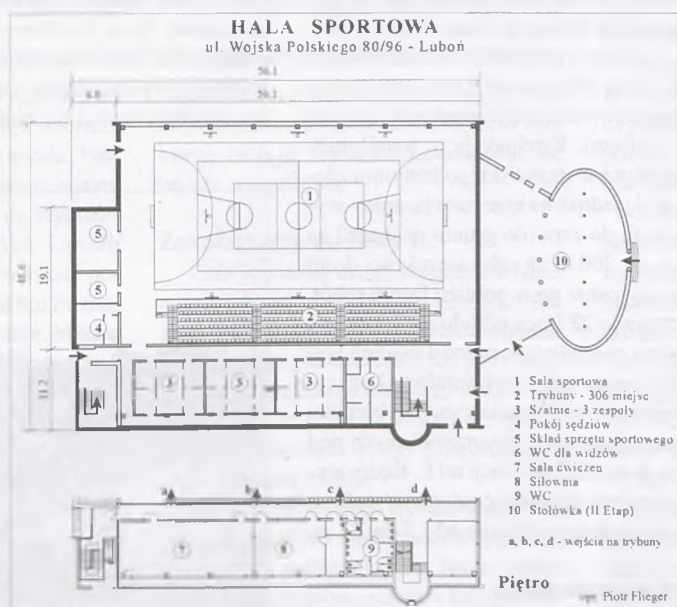 HALA SPORTOWA
ul. Wojska Polskiego 80/96 - Luboń
56.1
50.1
6.0
19.1
11.2
1
2
3
3
3
4
5
5
6
10
1 Sala sportowa
2 Trybuny - 306 miejsc
3 Szatnie - 3 zespoły
4 Pokój sędziów
5 Skład sprzętu sportowego
6 WC dla widzów
7 Sala ćwiczen
8 Siłownia
9 WC
10 Stołówka (II Etap)
a, b, c, d - wejścia na trybuny
a b c d
7
8
9
Piętro
Piotr Flieger